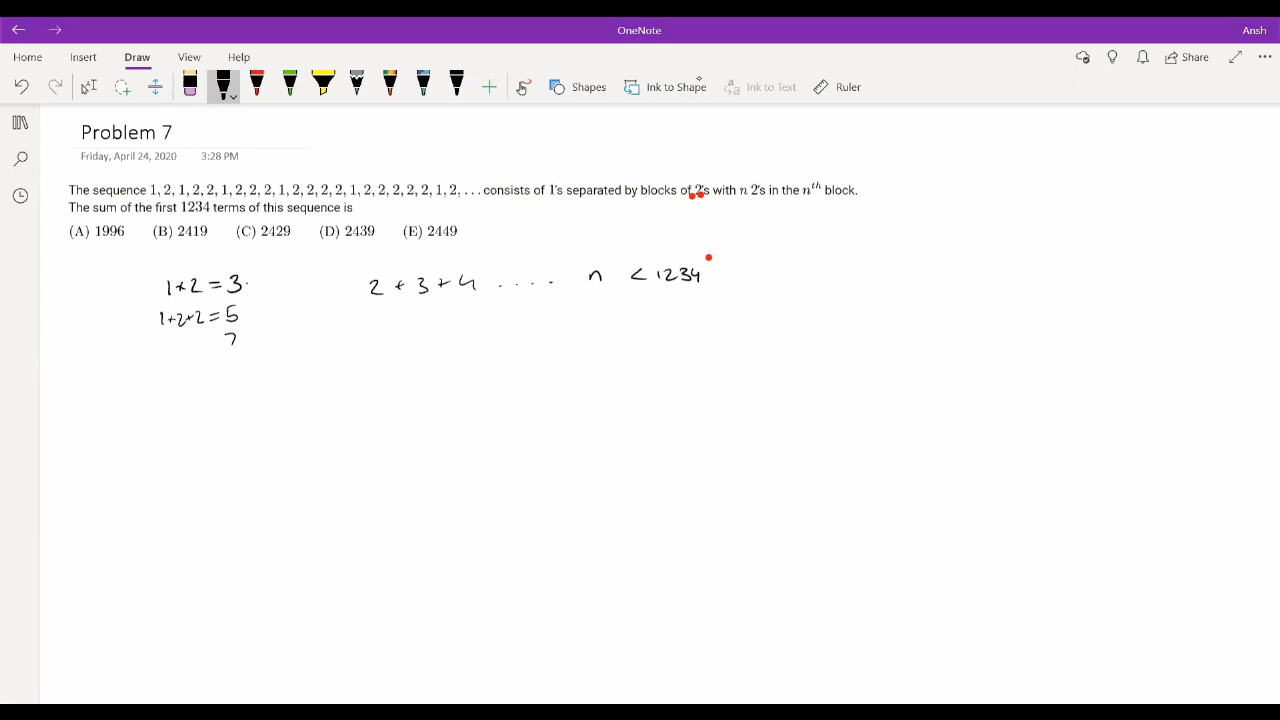 OneNote
Ansh
Home Insert Draw View Help
Share
Shapes Ink to Shape Ink to Text Ruler
Problem 7
Friday, April 24, 2020 3:28 PM
The sequence 1, 2, 1, 2, 2, 1, 2, 2, 2, 1, 2, 2, 2, 2, 1, 2, 2, 2, 2, 2, 1, 2, . . . consists of 1's separated by blocks of 2's with n 2's in the nth block.
The sum of the first 1234 terms of this sequence is
(A) 1996 (B) 2419 (C) 2429 (D) 2439 (E) 2449
1+2 = 3 2 + 3 + 4 . . . . n < 1234
1+2+2 = 5
7